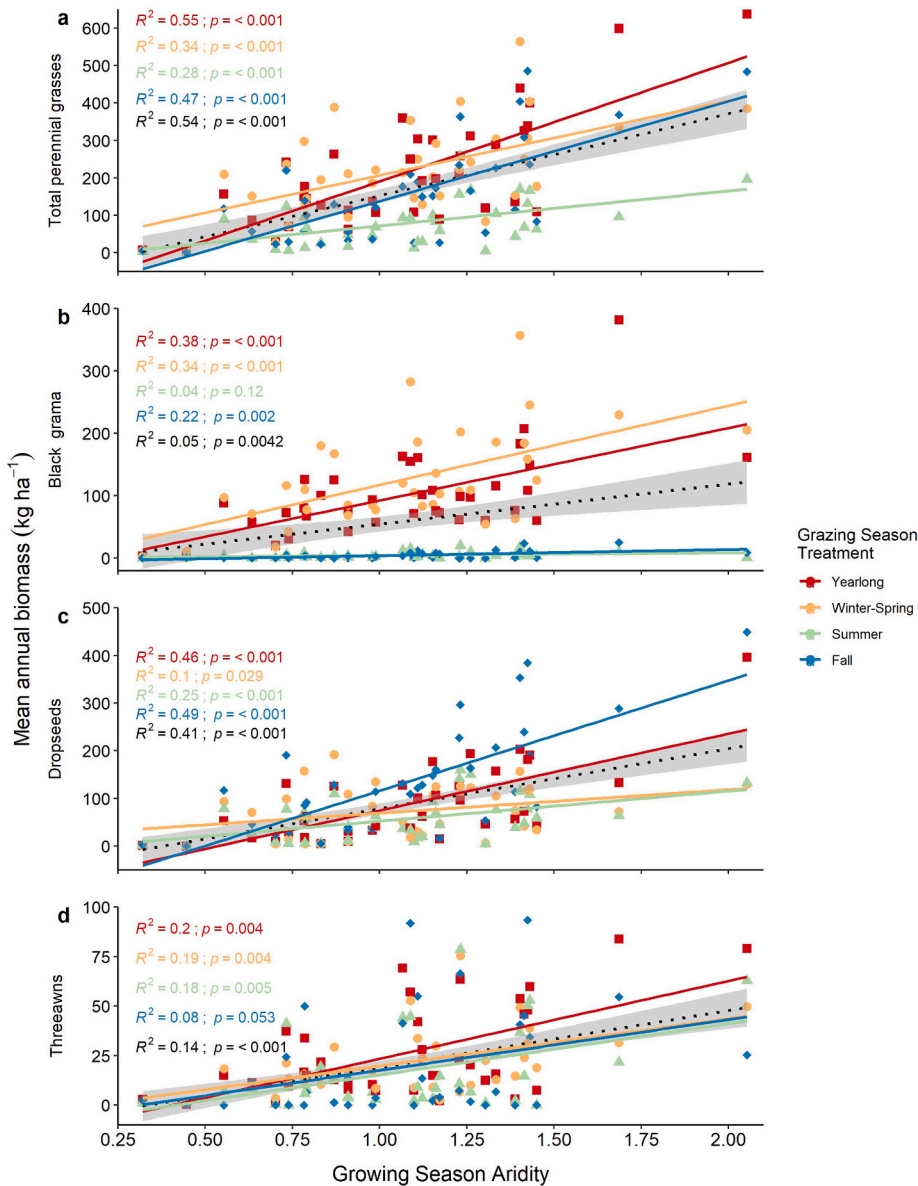 a
R² = 0.55 ; p = < 0.001
R² = 0.34 ; p = < 0.001
R² = 0.28 ; p = < 0.001
R² = 0.47 ; p = < 0.001
R² = 0.54 ; p = < 0.001
600
500
400
300
200
100
0
Total perennial grasses
b
R² = 0.38 ; p = < 0.001
R² = 0.34 ; p = < 0.001
R² = 0.04 ; p = 0.12
R² = 0.22 ; p = 0.002
R² = 0.05 ; p = 0.0042
400
300
200
100
0
Black grama
Mean annual biomass (kg ha⁻¹)
c
R² = 0.46 ; p = < 0.001
R² = 0.1 ; p = 0.029
R² = 0.25 ; p = < 0.001
R² = 0.49 ; p = < 0.001
R² = 0.41 ; p = < 0.001
500
400
300
200
100
0
Dropseeds
d
R² = 0.2 ; p = 0.004
R² = 0.19 ; p = 0.004
R² = 0.18 ; p = 0.005
R² = 0.08 ; p = 0.053
R² = 0.14 ; p = < 0.001
100
75
50
25
0
Threeawns
0.25 0.50 0.75 1.00 1.25 1.50 1.75 2.00
Growing Season Aridity
Grazing Season
Treatment
Yearlong
Winter-Spring
Summer
Fall